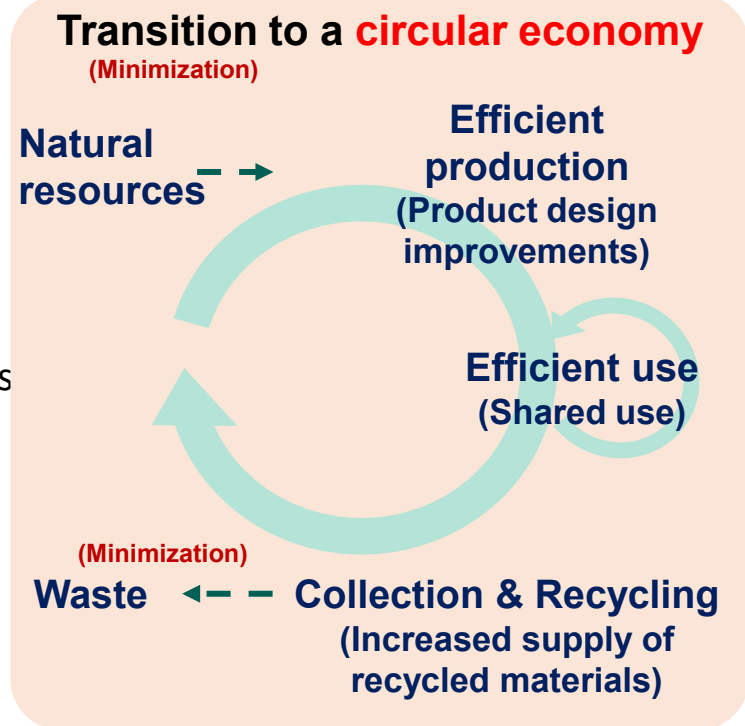 Transition to a circular economy
(Minimization)
Natural
resources
Efficient
production
(Product design
improvements)
s
Efficient use
(Shared use)
(Minimization)
Waste
Collection & Recycling
(Increased supply of
recycled materials)